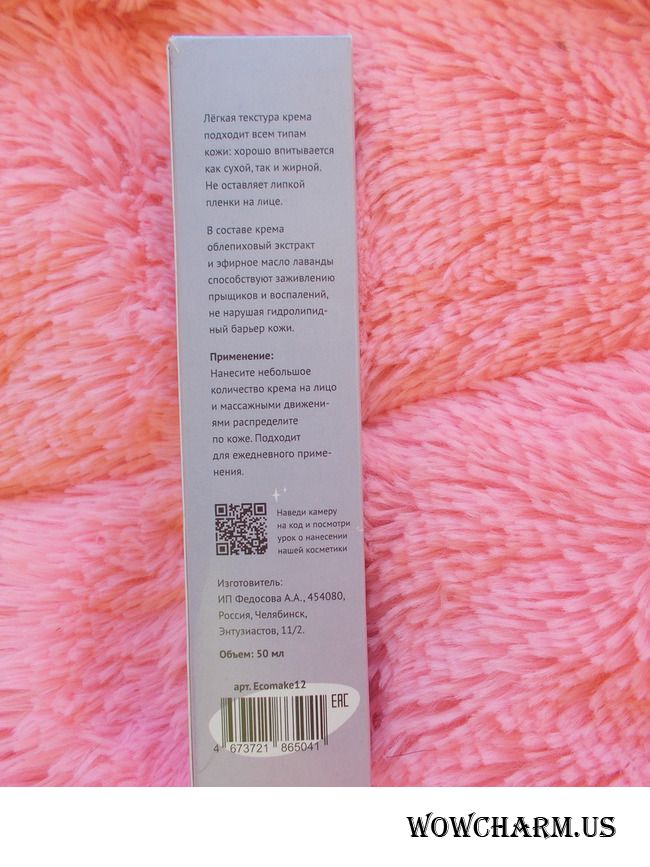 Лёгкая текстура крема
подходит всем типам
кожи: хорошо впитывается
как сухой, так и жирной.
Не оставляет липкой
пленки на лице.
В составе крема
облепиховый экстракт
и эфирное масло лаванды
способствуют заживлению
прыщиков и воспалений,
не нарушая гидролипид-
ный барьер кожи.
Применение:
Нанесите небольшое
количество крема на лицо
и массажными движени-
ями распределите
по коже. Подходит
для ежедневного приме-
нения.
Наведи камеру
на код и посмотри
урок о нанесении
нашей косметики
Изготовитель:
ИП Федосова А.А., 454080,
Россия, Челябинск,
Энтузиастов, 11/2.
Объем: 50 мл
арт. Ecomake12
EAC
4 673721 865041
WOWCHARM.US